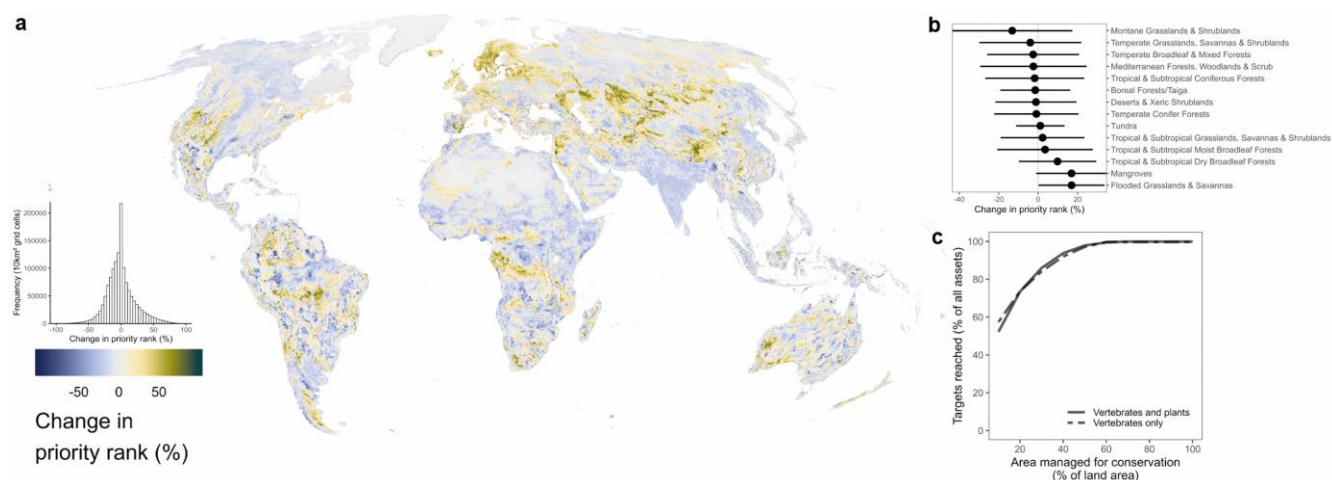 a
200000
150000
100000
50000
0
Frequency (10km² grid cells)
-100 -50 0 50 100
Change in priority rank (%)
-50 0 50
Change in
priority rank (%)
b
Montane Grasslands & Shrublands
Temperate Grasslands, Savannas & Shrublands
Temperate Broadleaf & Mixed Forests
Mediterranean Forests, Woodlands & Scrub
Tropical & Subtropical Coniferous Forests
Boreal Forests/Taiga
Deserts & Xeric Shrublands
Temperate Conifer Forests
Tundra
Tropical & Subtropical Grasslands, Savannas & Shrublands
Tropical & Subtropical Moist Broadleaf Forests
Tropical & Subtropical Dry Broadleaf Forests
Mangroves
Flooded Grasslands & Savannas
-40 -20 0 20
Change in priority rank (%)
c
Targets reached (% of all assets)
100
80
60
40
20
0
Vertebrates and plants
Vertebrates only
20 40 60 80 100
Area managed for conservation
(% of land area)